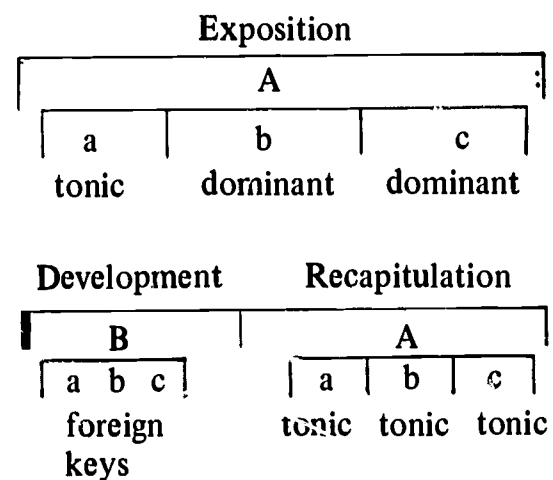 Exposition
A :
a b c
tonic dominant dominant
Development Recapitulation
B A
a b c a b c
foreign tonic tonic tonic
keys